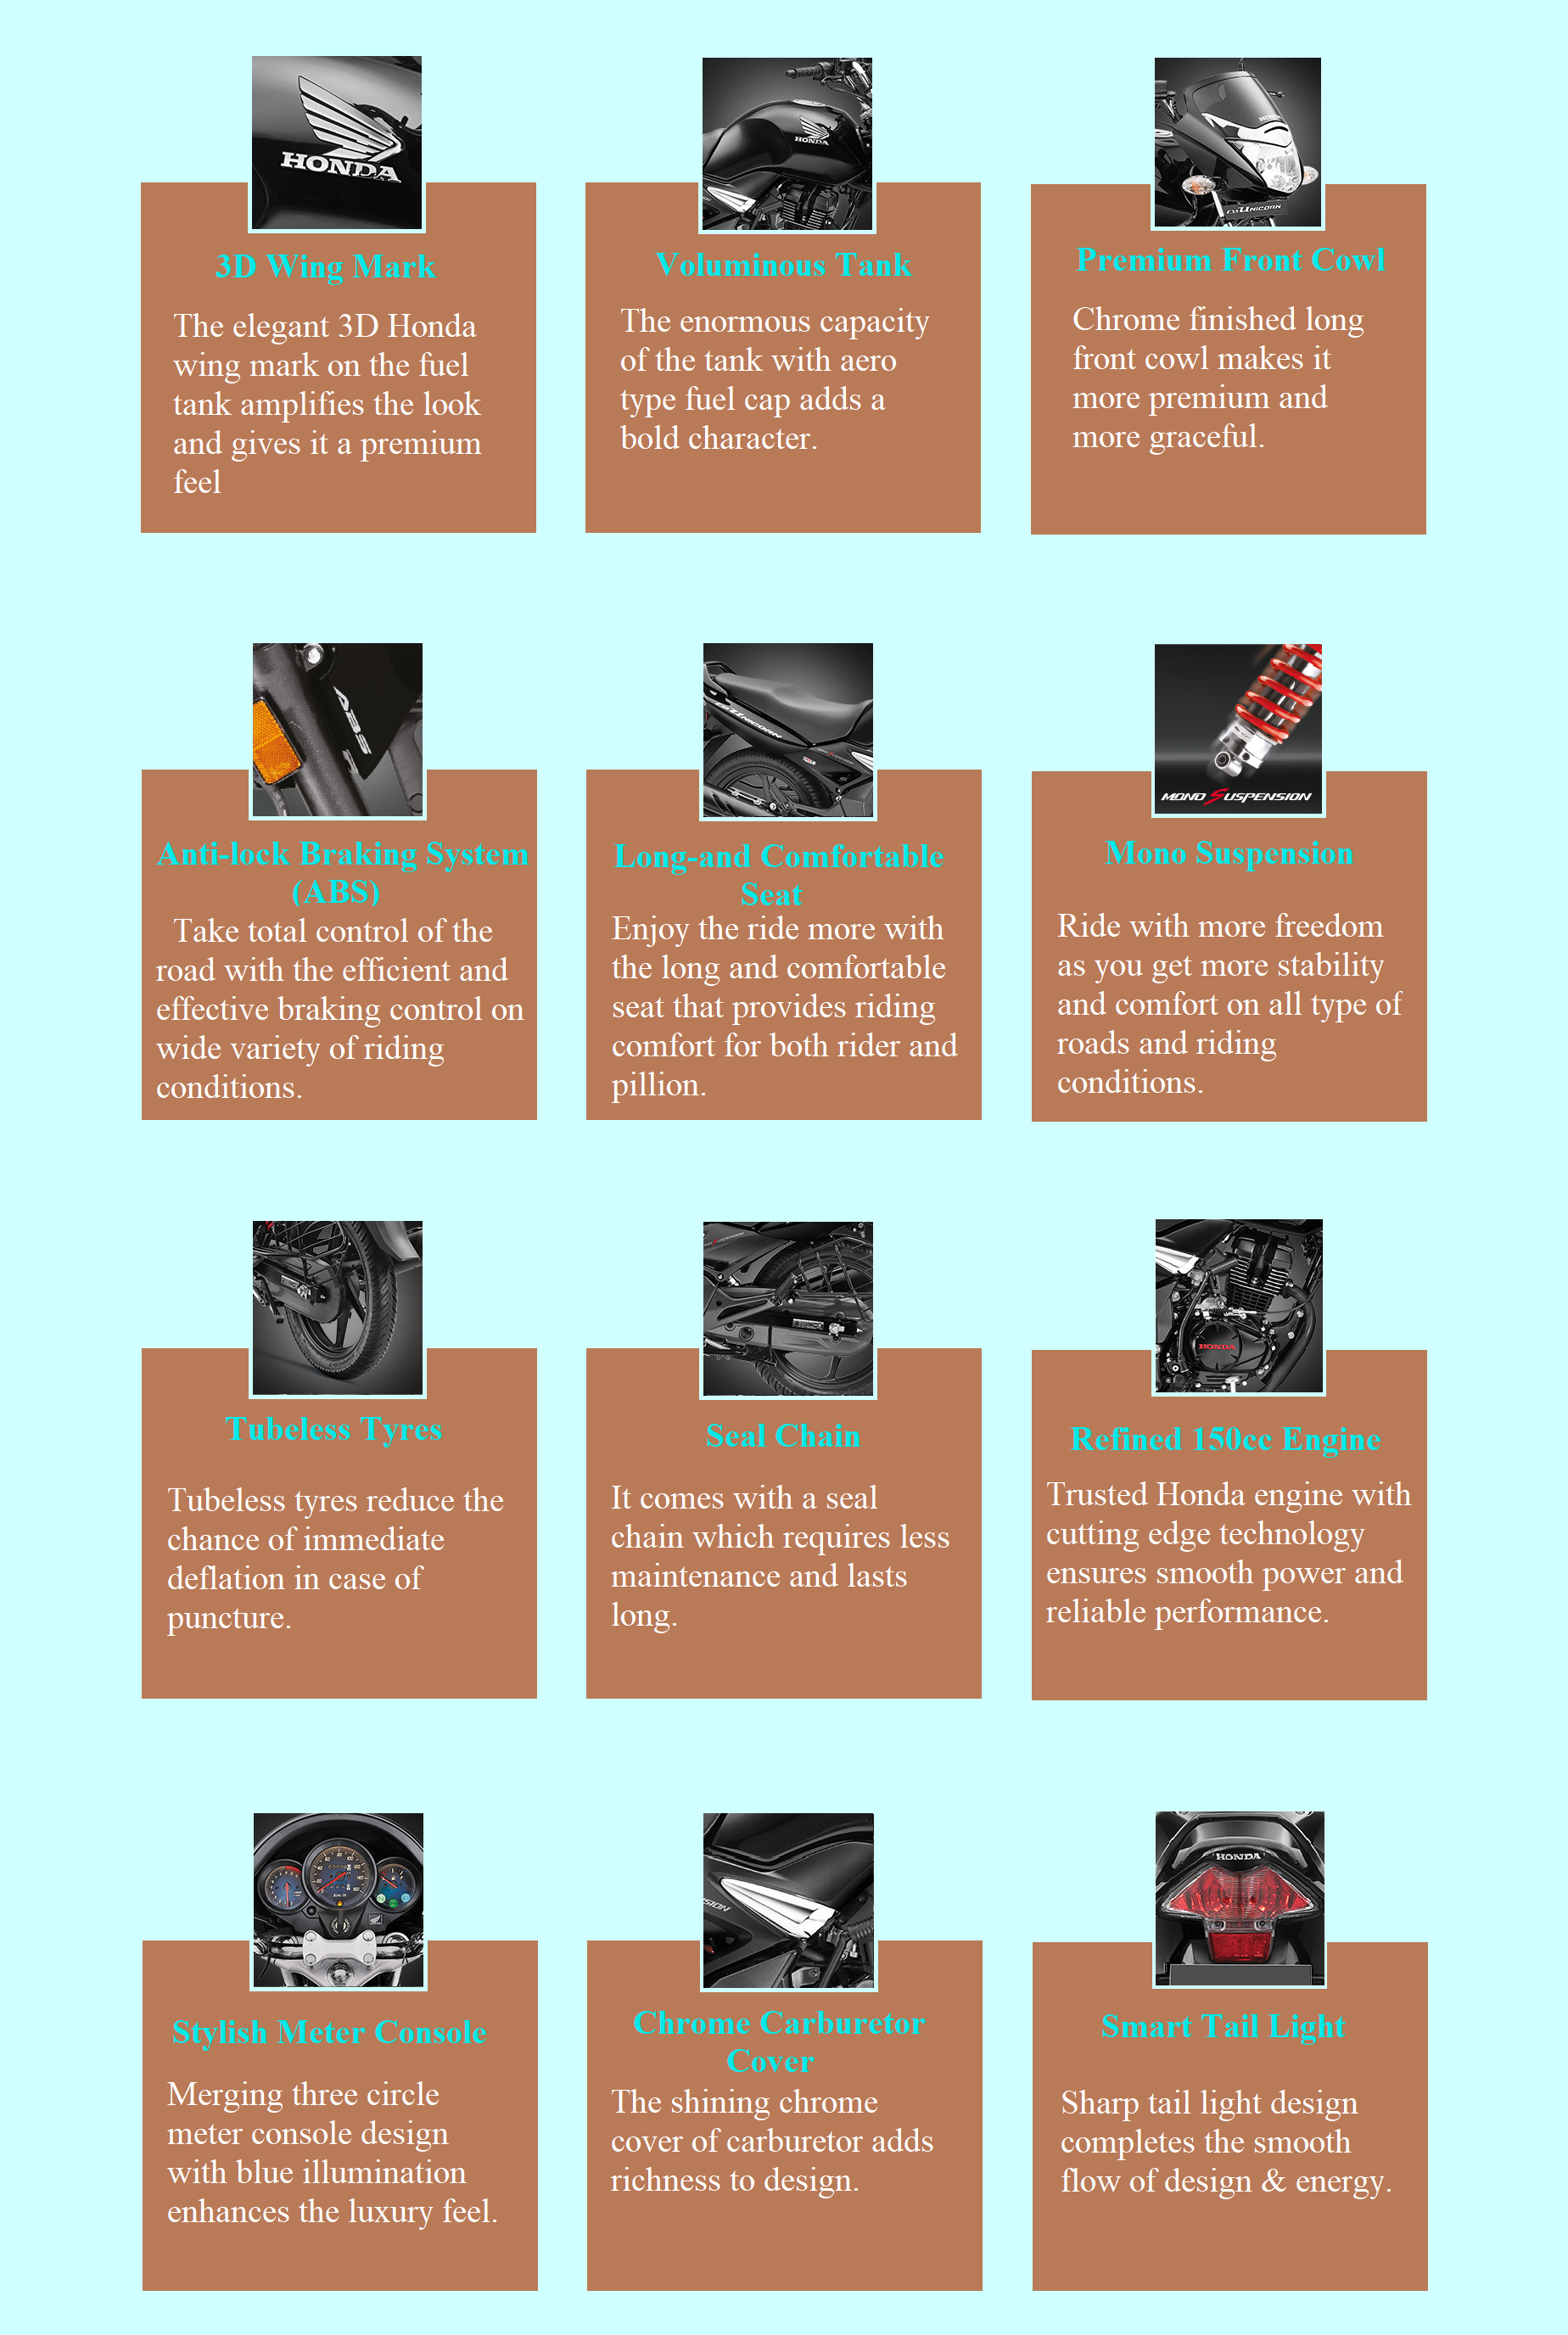 HONDA
3D Wing Mark
The elegant 3D Honda
wing mark on the fuel
tank amplifies the look
and gives it a premium
feel
HONDA
Voluminous Tank
The enormous capacity
of the tank with aero
type fuel cap adds a
bold character.
HONDA
UNICORN
Premium Front Cowl
Chrome finished long
front cowl makes it
more premium and
more graceful.
ABS
Anti-lock Braking System
(ABS)
Take total control of the
road with the efficient and
effective braking control on
wide variety of riding
conditions.
UNICORN
Long-and Comfortable
Seat
Enjoy the ride more with
the long and comfortable
seat that provides riding
comfort for both rider and
pillion.
MONO SUSPENSION
Mono Suspension
Ride with more freedom
as you get more stability
and comfort on all type of
roads and riding
conditions.
Tubeless Tyres
Tubeless tyres reduce the
chance of immediate
deflation in case of
puncture.
Seal Chain
It comes with a seal
chain which requires less
maintenance and lasts
long.
HONDA
Refined 150cc Engine
Trusted Honda engine with
cutting edge technology
ensures smooth power and
reliable performance.
Stylish Meter Console
Merging three circle
meter console design
with blue illumination
enhances the luxury feel.
SION
Chrome Carburetor
Cover
The shining chrome
cover of carburetor adds
richness to design.
HONDA
Smart Tail Light
Sharp tail light design
completes the smooth
flow of design & energy.